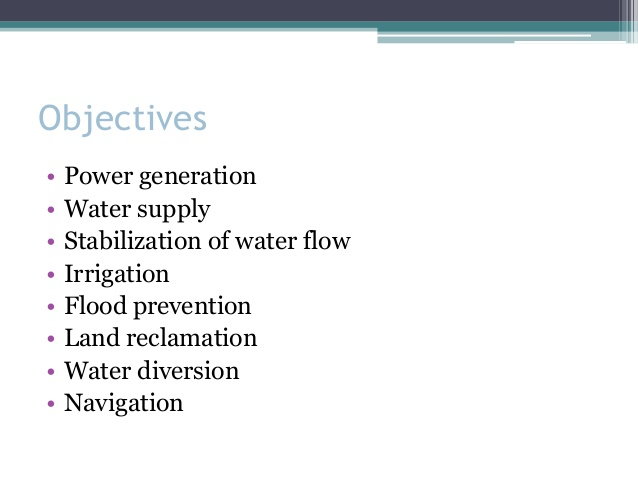 Objectives
• Power generation
• Water supply
• Stabilization of water flow
• Irrigation
• Flood prevention
• Land reclamation
• Water diversion
• Navigation